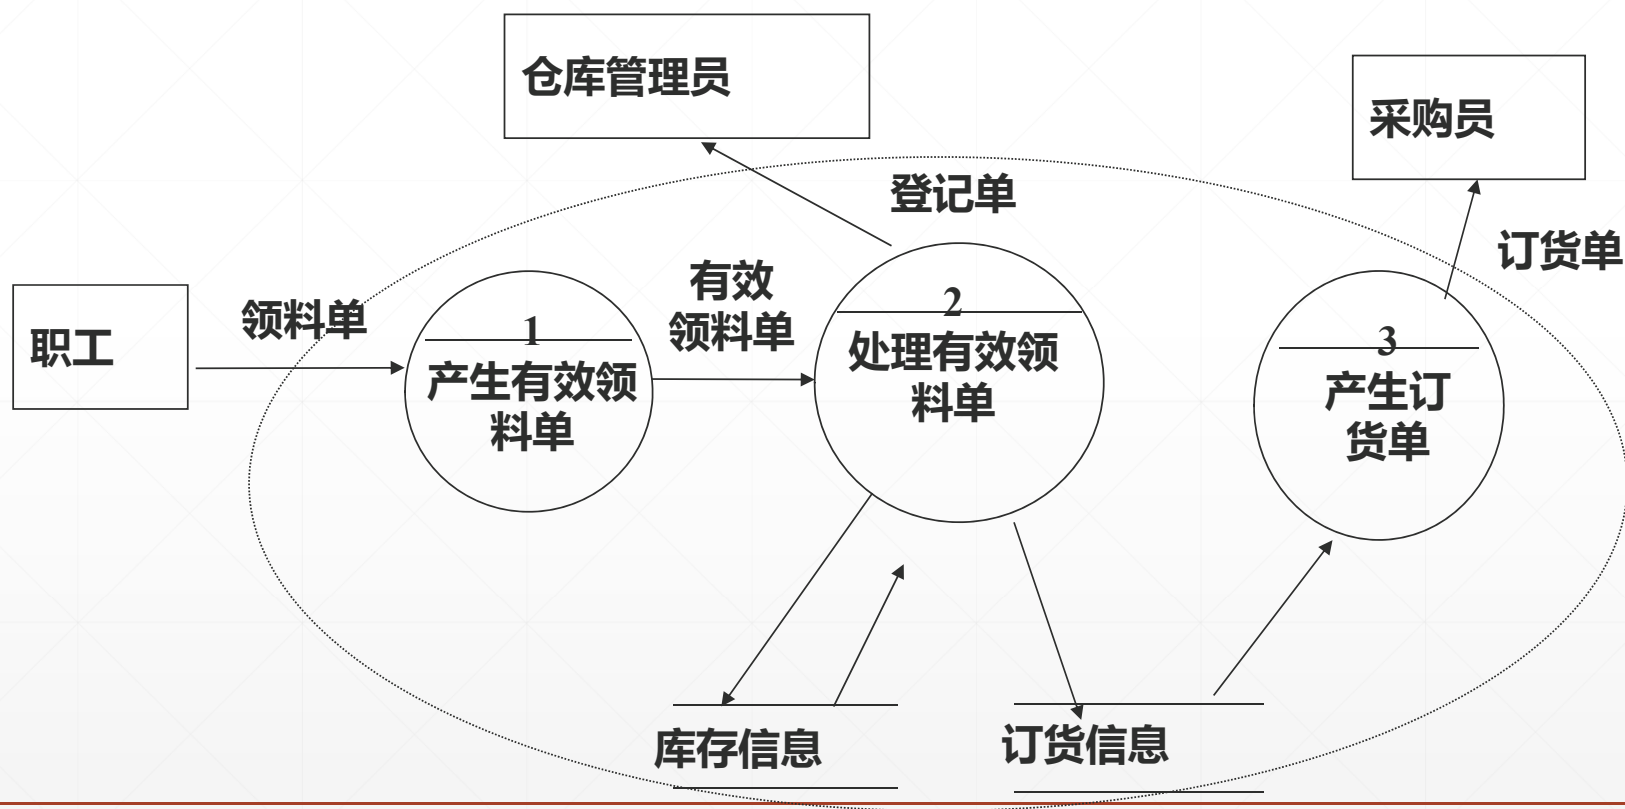 仓库管理员
采购员
登记单
订货单
职工
领料单
有效
领料单
1
产生有效领
料单
2
处理有效领
料单
3
产生订
货单
库存信息
订货信息